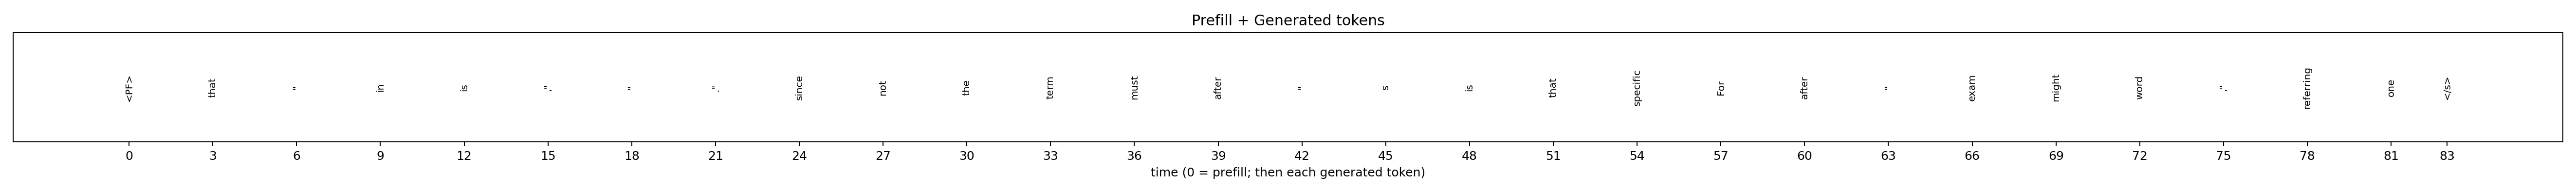 Prefill + Generated tokens
<PF> that " in is ", " ". since not the term must after " s is that specific For after " exam might word ", referring one </s>
0 3 6 9 12 15 18 21 24 27 30 33 36 39 42 45 48 51 54 57 60 63 66 69 72 75 78 81 83
time (0 = prefill; then each generated token)